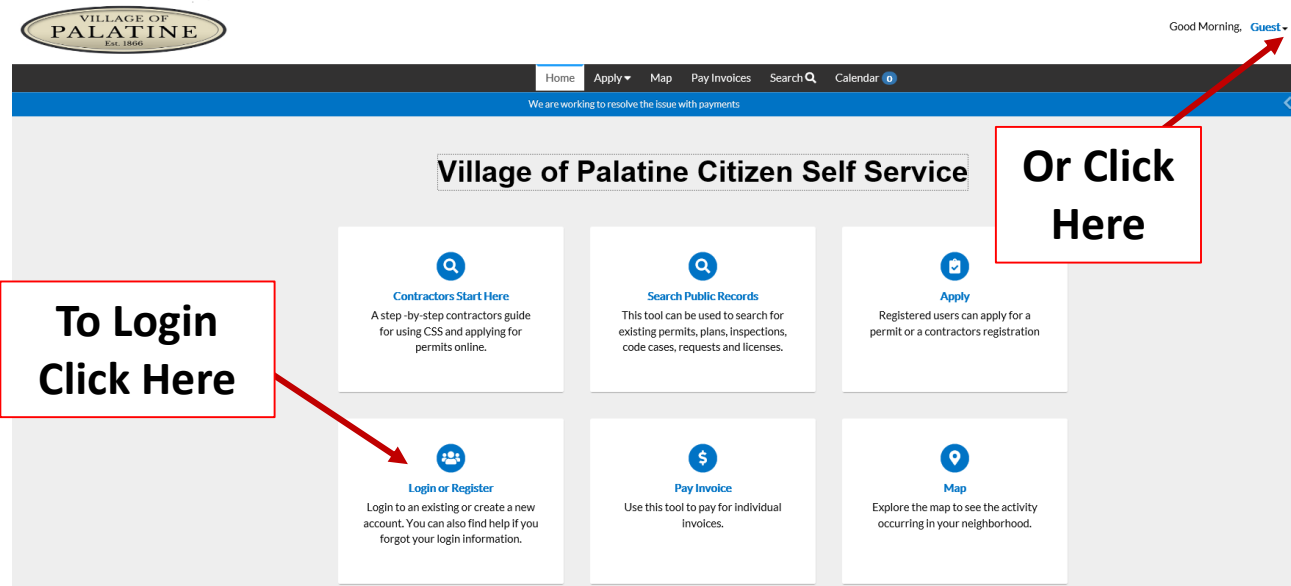 VILLAGE OF
PALATINE
Est. 1866
Good Morning, Guest
Home Apply Map Pay Invoices Search Calendar 0
We are working to resolve the issue with payments
Village of Palatine Citizen Self Service
Or Click
Here
Contractors Start Here
A step -by-step contractors guide
for using CSS and applying for
permits online.
Search Public Records
This tool can be used to search for
existing permits, plans, inspections,
code cases, requests and licenses.
Apply
Registered users can apply for a
permit or a contractors registration
To Login
Click Here
Login or Register
Login to an existing or create a new
account. You can also find help if you
forgot your login information.
Pay Invoice
Use this tool to pay for individual
invoices.
Map
Explore the map to see the activity
occurring in your neighborhood.